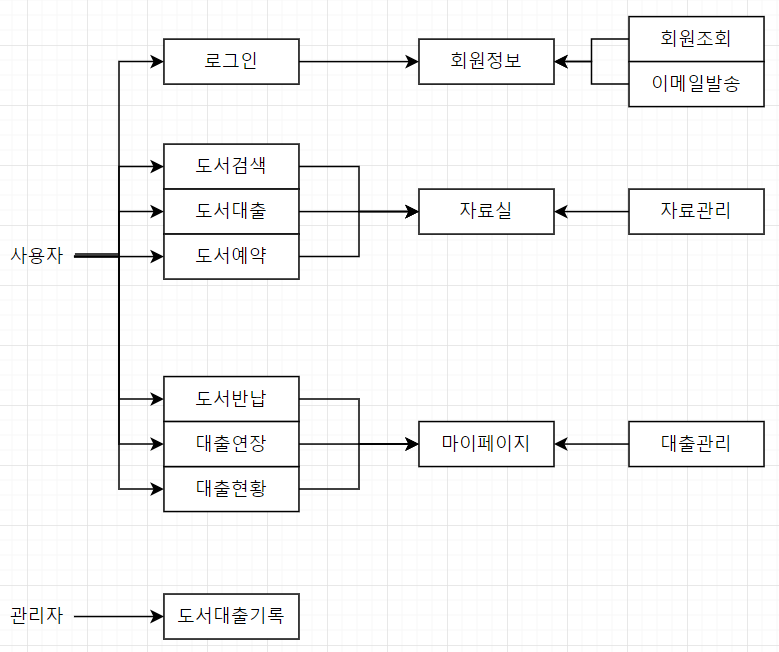 로그인
회원정보
회원조회
이메일발송
도서검색
도서대출
도서예약
사용자
자료실
자료관리
도서반납
대출연장
대출현황
마이페이지
대출관리
관리자
도서대출기록